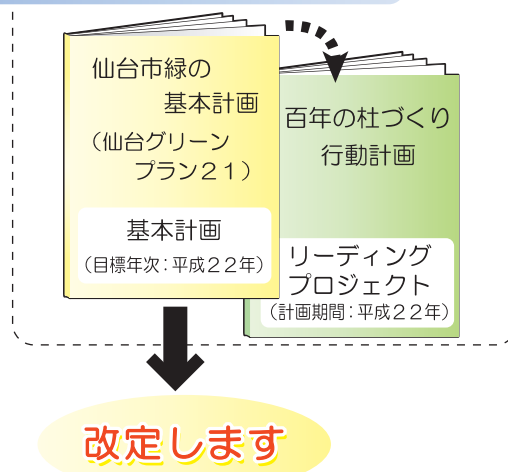 仙台市緑の
基本計画
（仙台グリーン
プラン２１）
基本計画
（目標年次：平成２２年）
百年の杜づくり
行動計画
リーディング
プロジェクト
（計画期間：平成２２年）
改定します